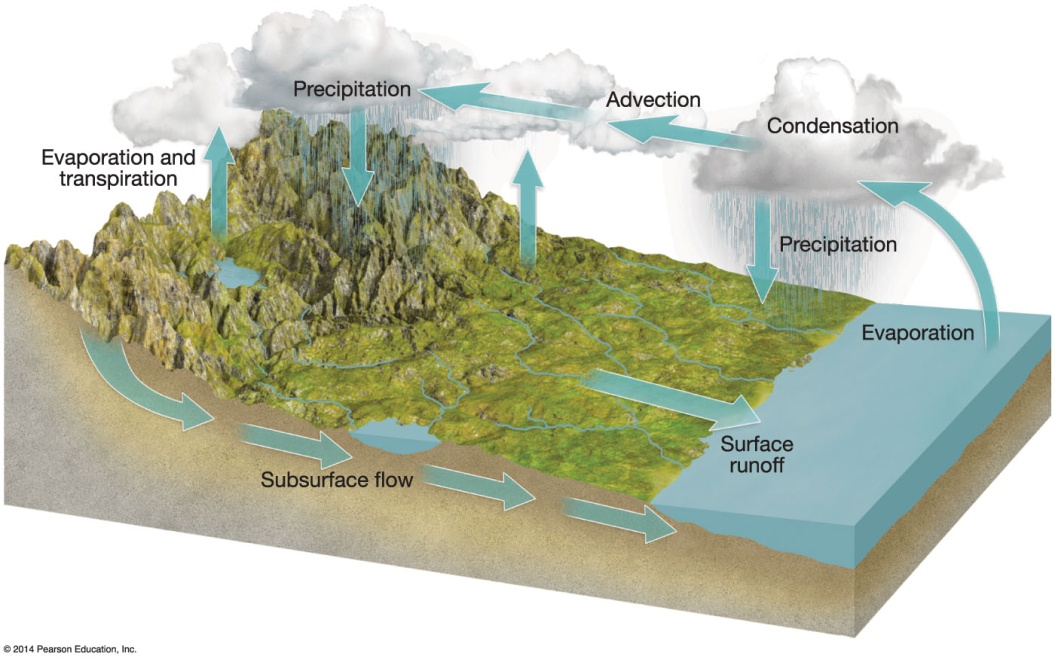 Precipitation
Advection
Condensation
Evaporation and
transpiration
Precipitation
Evaporation
Surface
runoff
Subsurface flow
© 2014 Pearson Education, Inc.